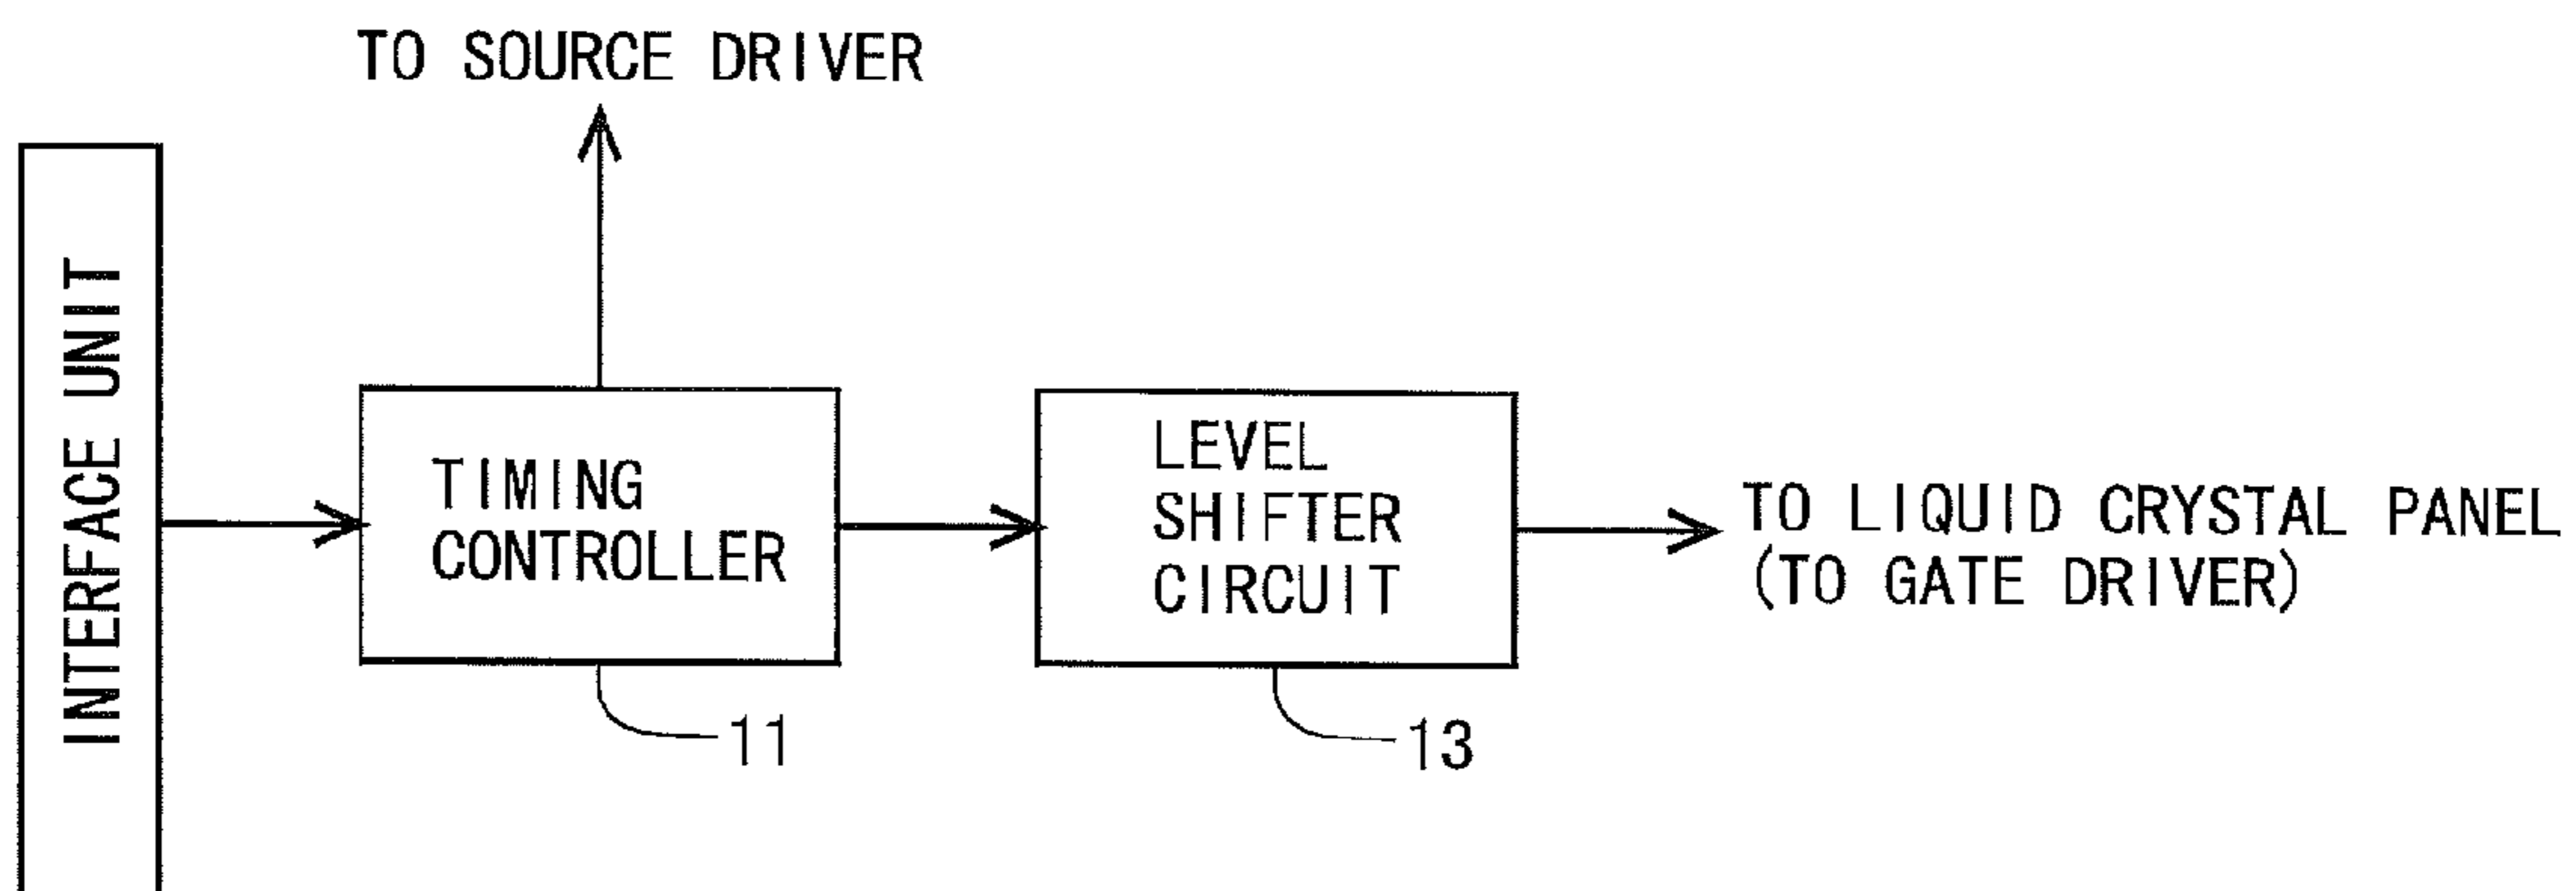 TO SOURCE DRIVER
INTERFACE UNIT
TIMING
CONTROLLER
LEVEL
SHIFTER
CIRCUIT
TO LIQUID CRYSTAL PANEL
(TO GATE DRIVER)
11
13